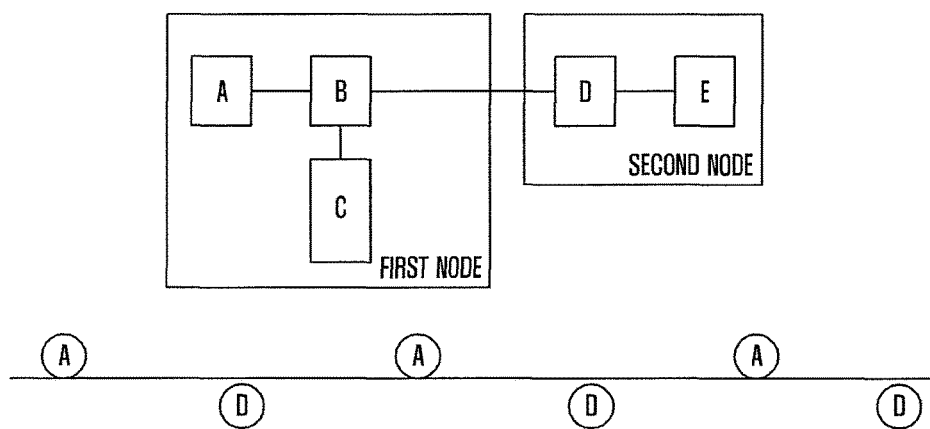 A B D E
SECOND NODE
C
FIRST NODE
A A A
D D D